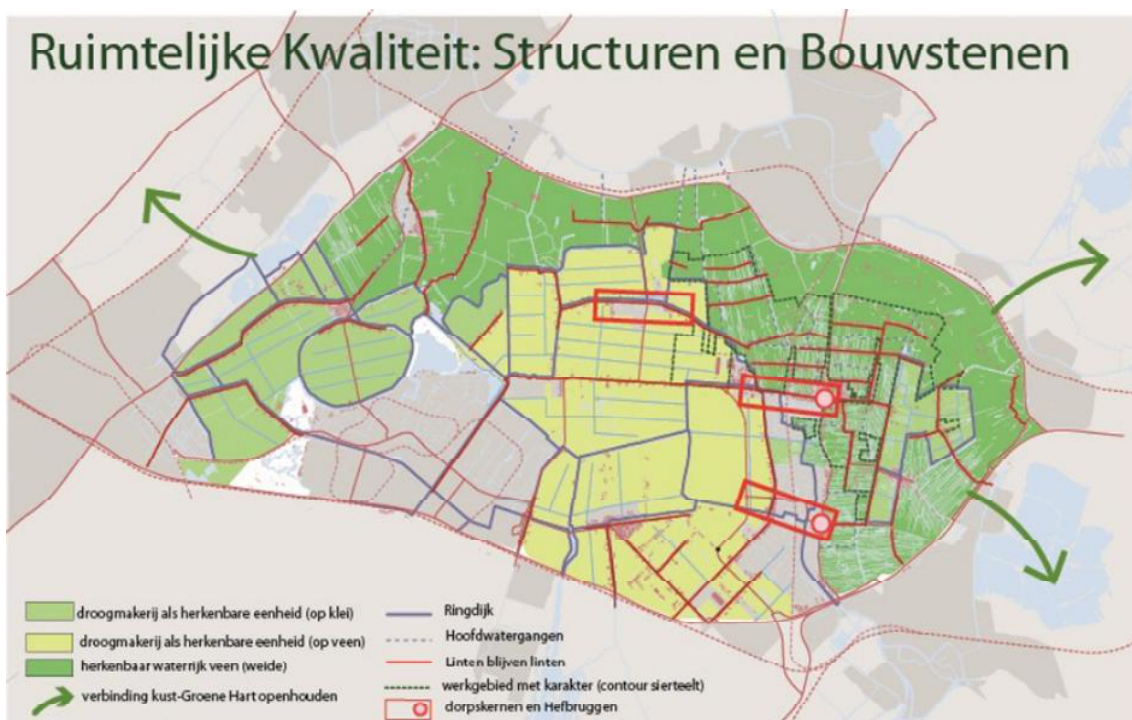 Ruimtelijke Kwaliteit: Structuren en Bouwstenen
droogmakerij als herkenbare eenheid (op klei)
droogmakerij als herkenbare eenheid (op veen)
herkenbaar waterrijk veen (weide)
verbinding kust-Groene Hart openhouden
Ringdijk
Hoofdwatergangen
Linten blijven linten
werkgebied met karakter (contour sierteelt)
dorpskernen en Hefbruggen